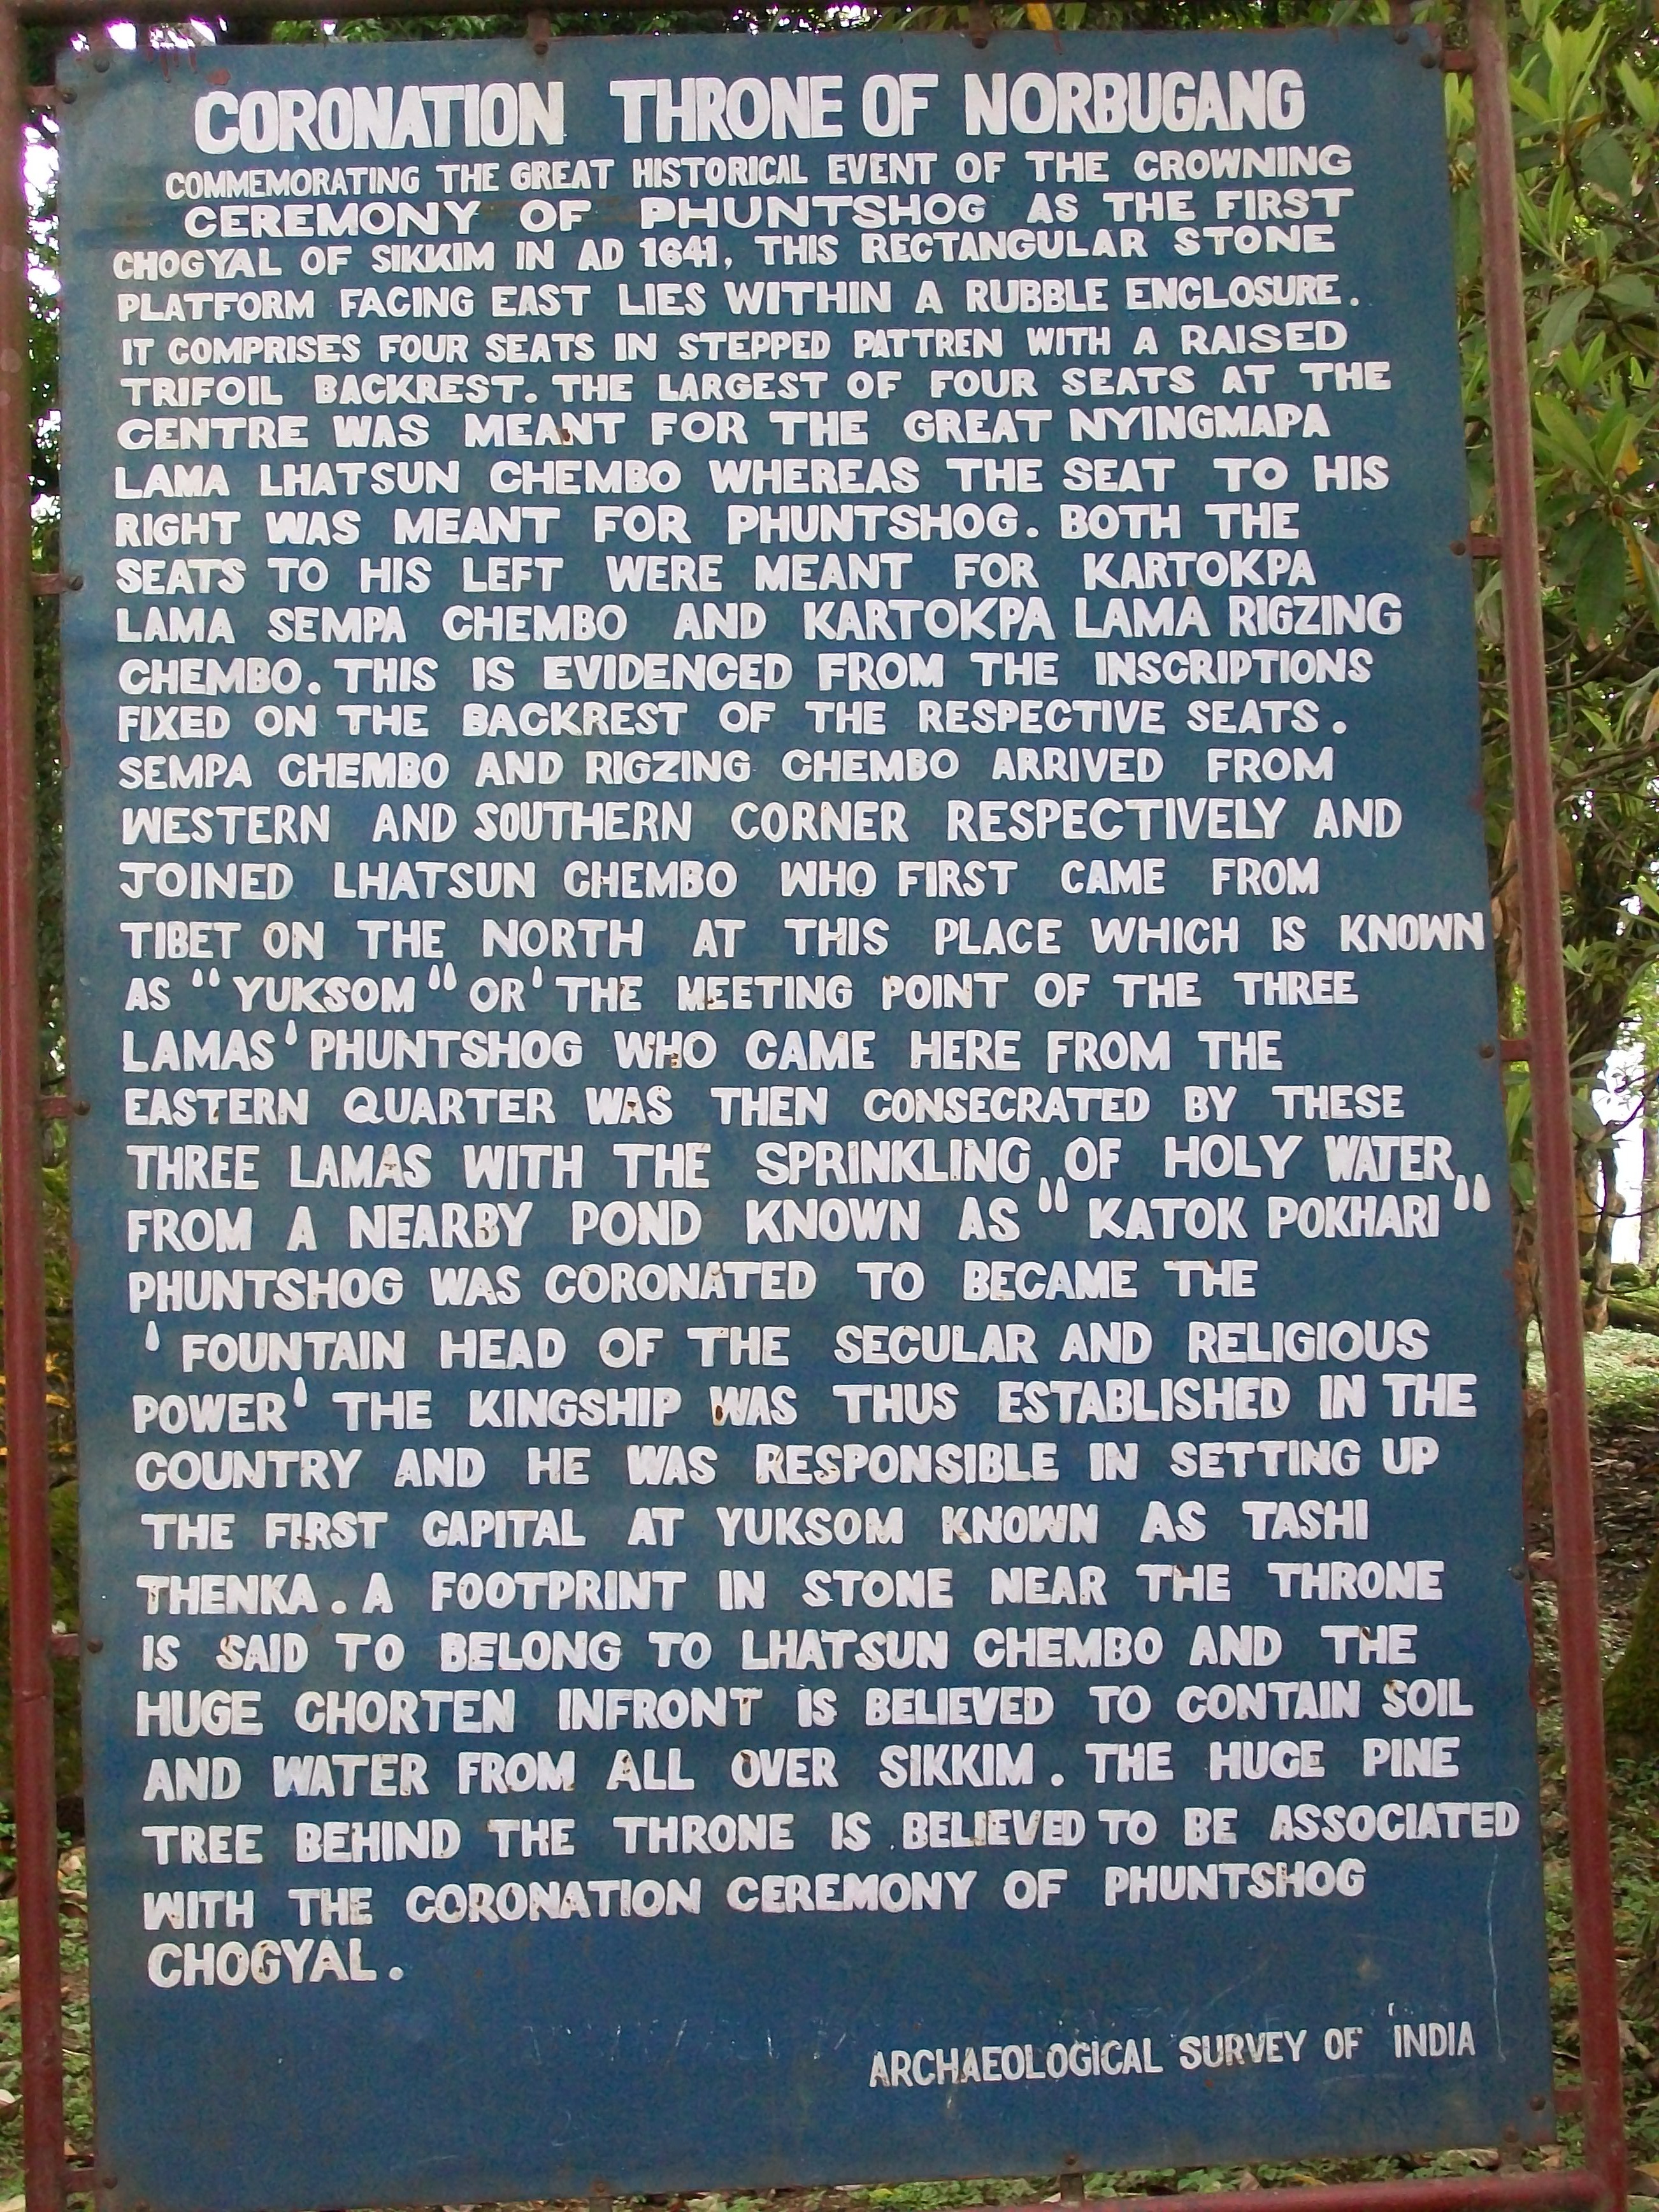 CORONATION THRONE OF NORBUGANG
COMMEMORATING THE GREAT HISTORICAL EVENT OF THE CROWNING
CEREMONY OF PHUNTSHOG AS THE FIRST
CHOGYAL OF SIKKIM IN AD 1641, THIS RECTANGULAR STONE
PLATFORM FACING EAST LIES WITHIN A RUBBLE ENCLOSURE.
IT COMPRISES FOUR SEATS IN STEPPED PATTREN WITH A RAISED
TRIFOIL BACKREST. THE LARGEST OF FOUR SEATS AT THE
CENTRE WAS MEANT FOR THE GREAT NYINGMAPA
LAMA LHATSUN CHEMBO WHEREAS THE SEAT TO HIS
RIGHT WAS MEANT FOR PHUNTSHOG. BOTH THE
SEATS TO HIS LEFT WERE MEANT FOR KARTOKPA
LAMA SEMPA CHEMBO AND KARTOKPA LAMA RIGZING
CHEMBO. THIS IS EVIDENCED FROM THE INSCRIPTIONS
FIXED ON THE BACKREST OF THE RESPECTIVE SEATS.
SEMPA CHEMBO AND RIGZING CHEMBO ARRIVED FROM
WESTERN AND SOUTHERN CORNER RESPECTIVELY AND
JOINED LHATSUN CHEMBO WHO FIRST CAME FROM
TIBET ON THE NORTH AT THIS PLACE WHICH IS KNOWN
AS "YUKSOM" OR 'THE MEETING POINT OF THE THREE
LAMAS' PHUNTSHOG WHO CAME HERE FROM THE
EASTERN QUARTER WAS THEN CONSECRATED BY THESE
THREE LAMAS WITH THE SPRINKLING OF HOLY WATER
FROM A NEARBY POND KNOWN AS "KATOK POKHARI"
PHUNTSHOG WAS CORONATED TO BECAME THE
'FOUNTAIN HEAD OF THE SECULAR AND RELIGIOUS
POWER' THE KINGSHIP WAS THUS ESTABLISHED IN THE
COUNTRY AND HE WAS RESPONSIBLE IN SETTING UP
THE FIRST CAPITAL AT YUKSOM KNOWN AS TASHI
THENKA. A FOOTPRINT IN STONE NEAR THE THRONE
IS SAID TO BELONG TO LHATSUN CHEMBO AND THE
HUGE CHORTEN INFRONT IS BELIEVED TO CONTAIN SOIL
AND WATER FROM ALL OVER SIKKIM. THE HUGE PINE
TREE BEHIND THE THRONE IS BELIEVED TO BE ASSOCIATED
WITH THE CORONATION CEREMONY OF PHUNTSHOG
CHOGYAL.
ARCHAEOLOGICAL SURVEY OF INDIA